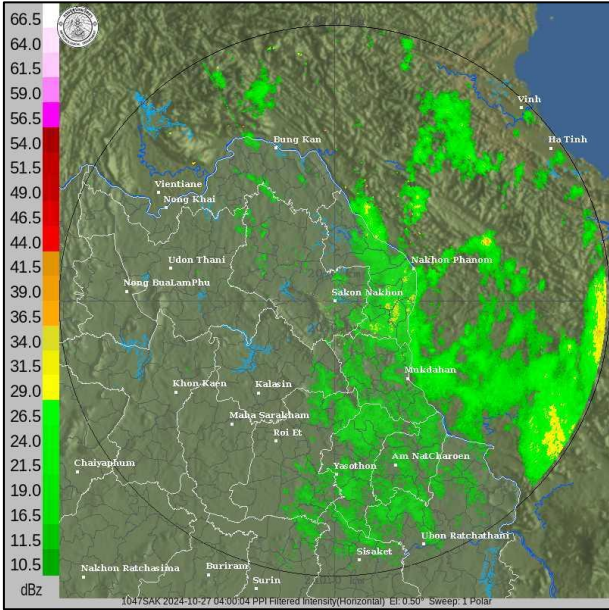 66.5
64.0
61.5
59.0
56.5
54.0
51.5
49.0
46.5
44.0
41.5
39.0
36.5
34.0
31.5
29.0
26.5
24.0
21.5
19.0
16.5
14.0
11.5
10.5
dBz
Vinh
Ha Tinh
Bung Kan
Vientiane
Nong Khai
Udon Thani
Nakhon Phanom
Nong BuaLamPhu
Sakon Nakhon
Mukdahan
Khon Kaen
Kalasin
Maha Sarakham
Roi Et
Chaiyaphum
Am NatCharoen
Yasothon
Ubon Ratchathani
Sisaket
Nakhon Ratchasima
Buriram
Surin
1047SAK 2024-10-27 04:00:04 PPI Filtered Intensity(Horizontal) El: 0.50° Sweep: 1 Polar